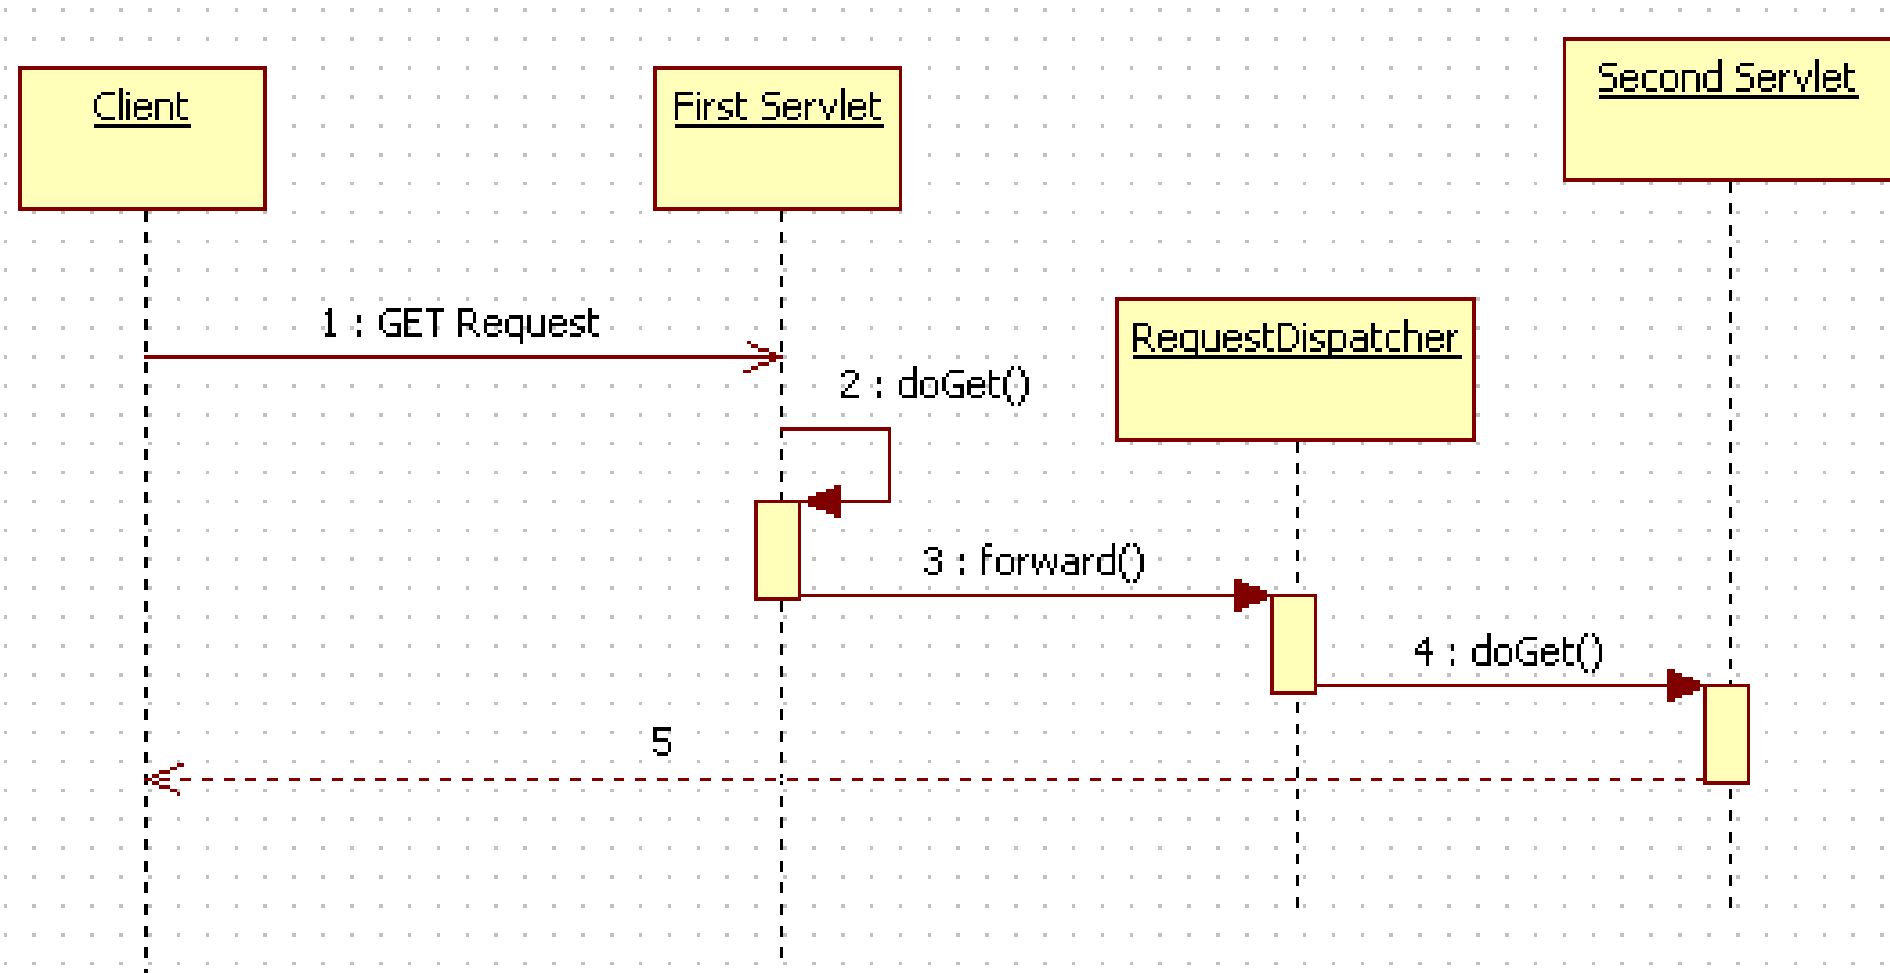 Client
First Servlet
Second Servlet
1 : GET Request
RequestDispatcher
2 : doGet()
3 : forward()
4 : doGet()
5